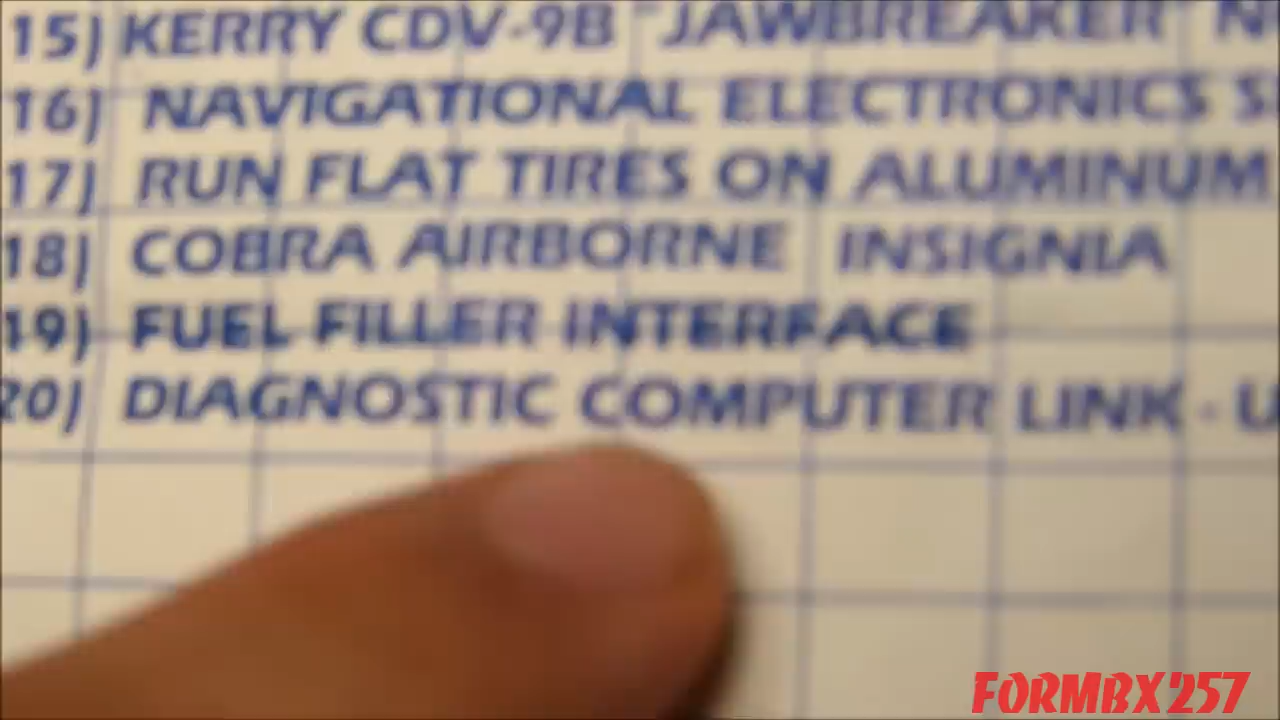 15) KERRY CDV-9B "JAWBREAKER"
16) NAVIGATIONAL ELECTRONICS
17) RUN FLAT TIRES ON ALUMINUM
18) COBRA AIRBORNE INSIGNIA
19) FUEL FILLER INTERFACE
20) DIAGNOSTIC COMPUTER LINK -
FORMBX257